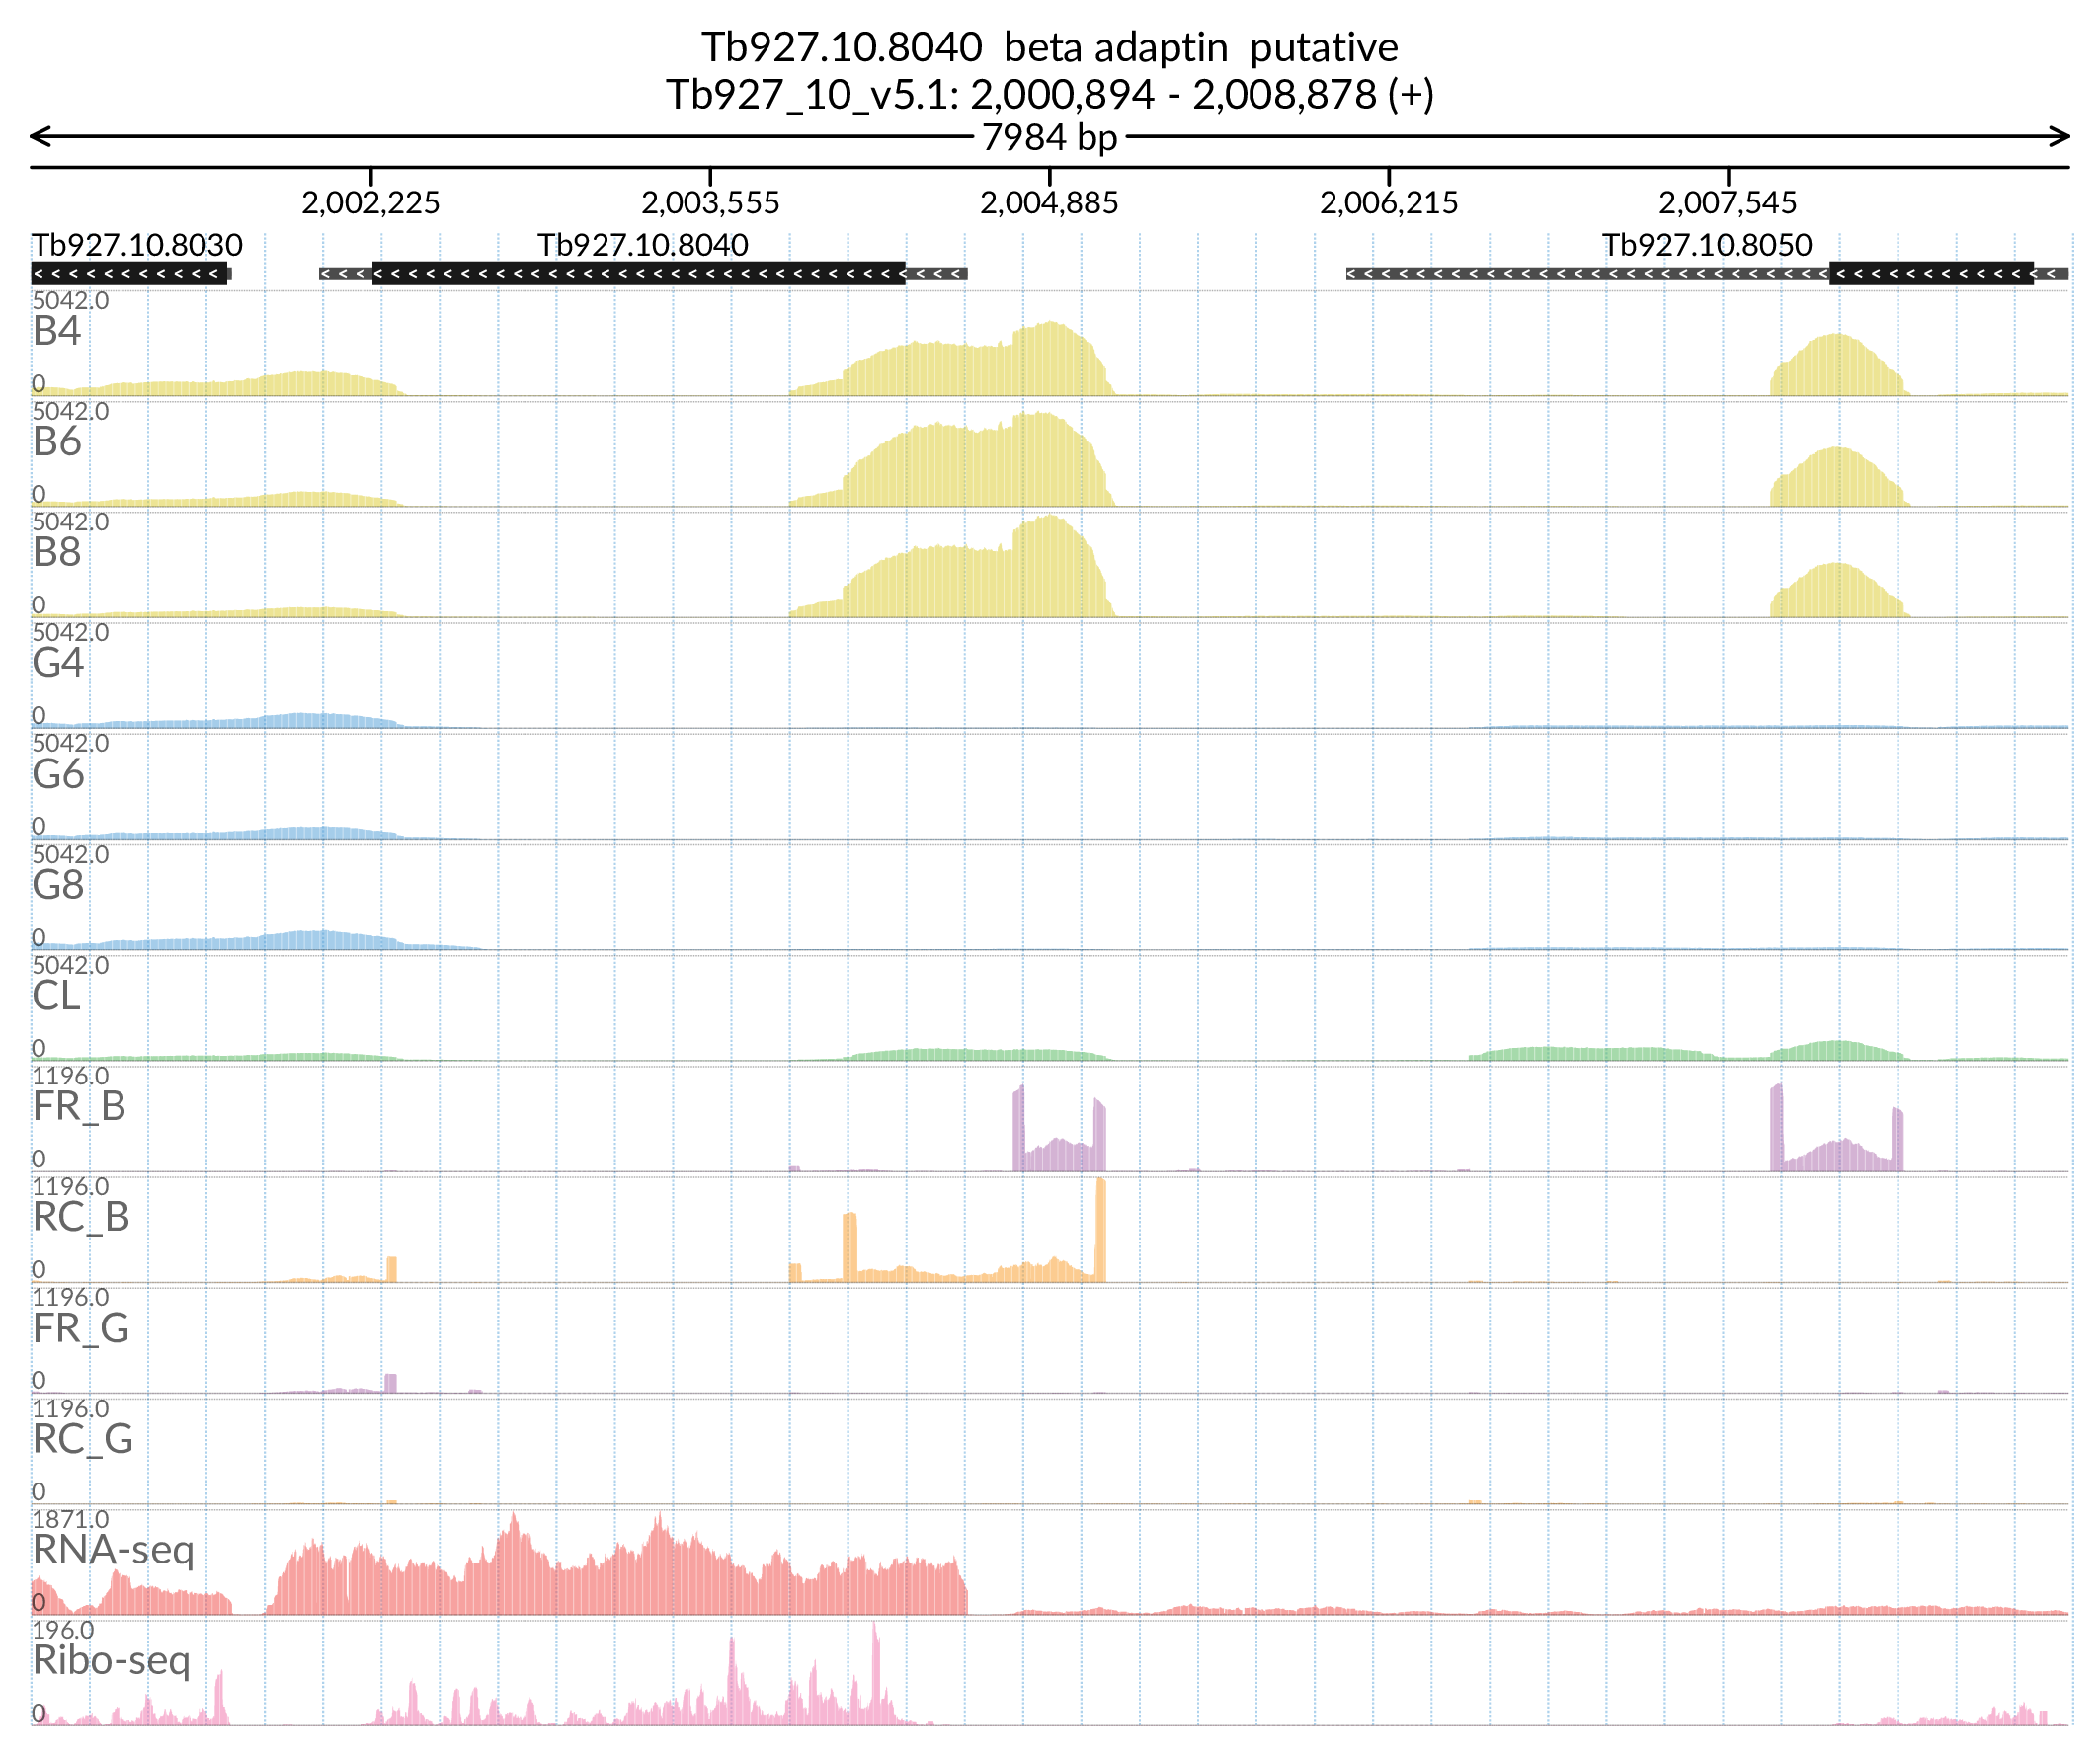 Tb927.10.8040 beta adaptin putative
Tb927_10_v5.1: 2,000,894 - 2,008,878 (+)
7984 bp
2,002,225 2,003,555 2,004,885 2,006,215 2,007,545
Tb927.10.8030 Tb927.10.8040 Tb927.10.8050
5042.0
B4
0
5042.0
B6
0
5042.0
B8
0
5042.0
G4
0
5042.0
G6
0
5042.0
G8
0
5042.0
CL
0
1196.0
FR_B
0
1196.0
RC_B
0
1196.0
FR_G
0
1196.0
RC_G
0
1871.0
RNA-seq
0
196.0
Ribo-seq
0